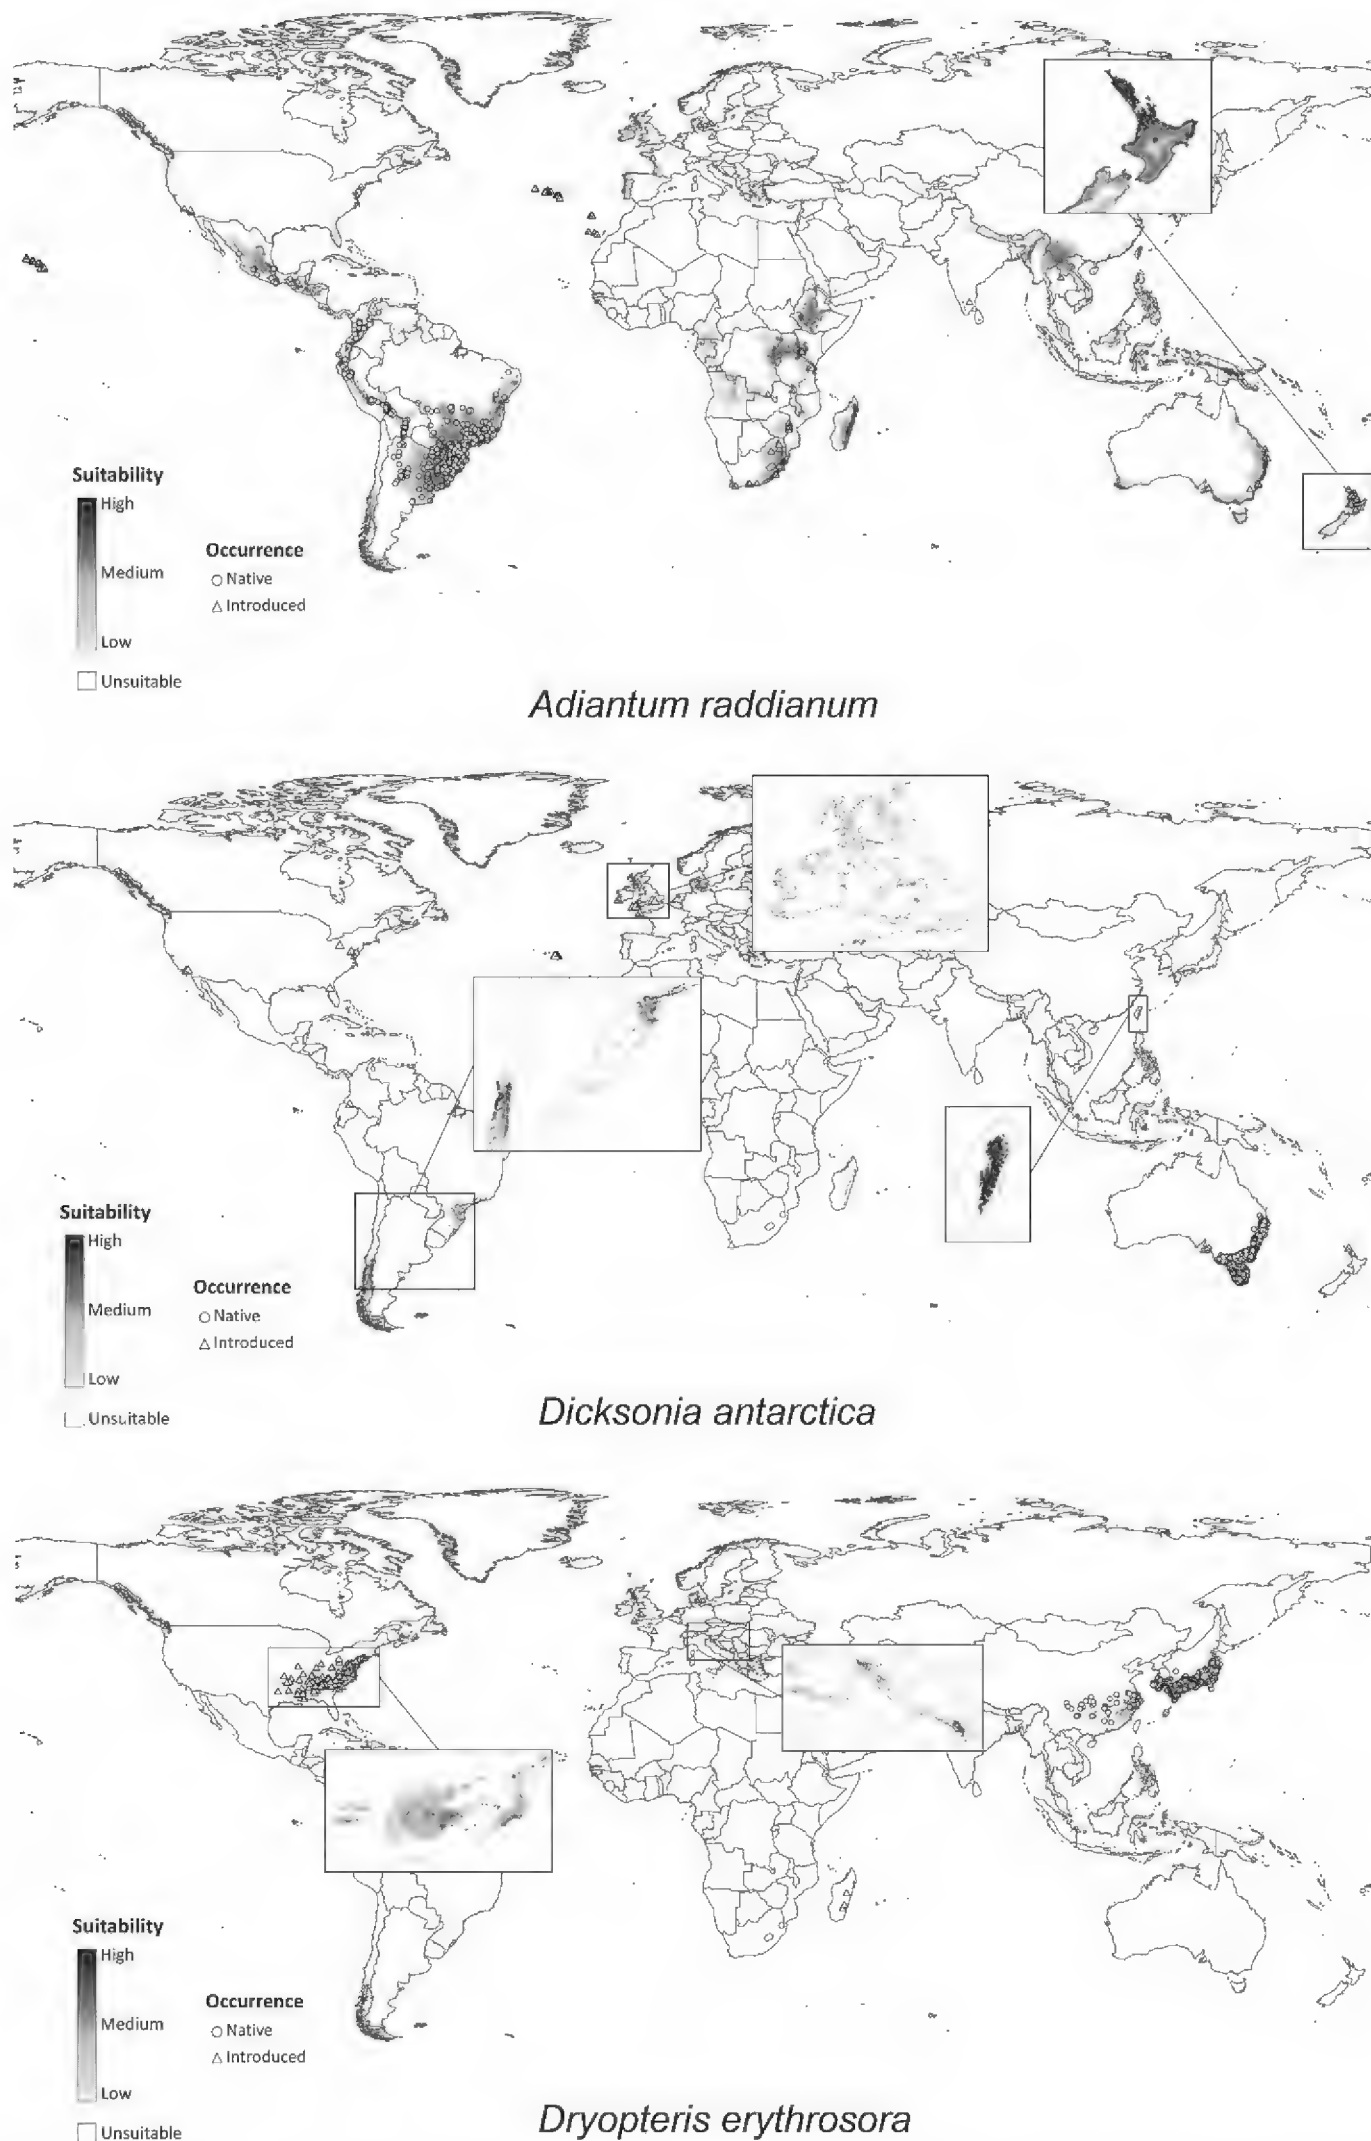 Suitability
High
Medium
Low
Unsuitable
Occurrence
Native
Introduced
Adiantum raddianum
Suitability
High
Medium
Low
Unsuitable
Occurrence
Native
Introduced
Dicksonia antarctica
Suitability
High
Medium
Low
Unsuitable
Occurrence
Native
Introduced
Dryopteris erythrosora